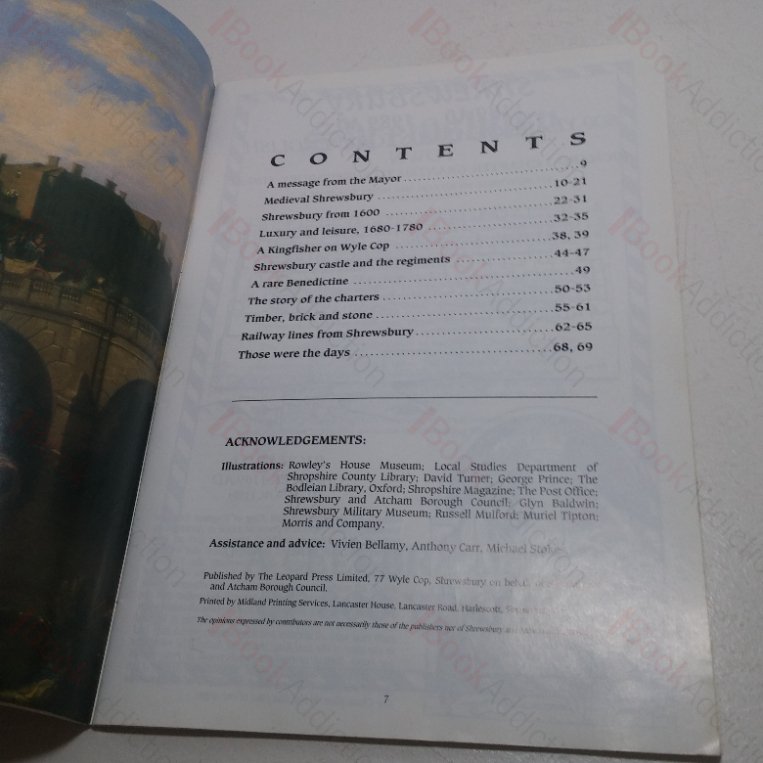 CONTENTS
A message from the Mayor ........................ 9
Medieval Shrewsbury ........................ 10-21
Shrewsbury from 1600 ........................ 22-31
Luxury and leisure, 1680-1780 ........................ 32-35
A Kingfisher on Wyle Cop ........................ 38, 39
Shrewsbury castle and the regiments ........................ 44-47
A rare Benedictine ........................ 49
The story of the charters ........................ 50-53
Timber, brick and stone ........................ 55-61
Railway lines from Shrewsbury ........................ 62-65
Those were the days ........................ 68, 69
ACKNOWLEDGEMENTS:
Illustrations: Rowley's House Museum; Local Studies Department of
Shropshire County Library; David Turner; George Prince; The
Bodleian Library, Oxford; Shropshire Magazine; The Post Office;
Shrewsbury and Atcham Borough Council; Glyn Baldwin;
Shrewsbury Military Museum; Russell Mulford; Muriel Tipton;
Morris and Company.
Assistance and advice: Vivien Bellamy, Anthony Carr, Michael Stokes
Published by The Leopard Press Limited, 77 Wyle Cop, Shrewsbury on
and Atcham Borough Council.
Printed by Midland Printing Services, Lancaster House, Lancaster Road, Harlescott,
The opinions expressed by contributors are not necessarily those of the publishers nor of Shrewsbury and
7
BookAddiction